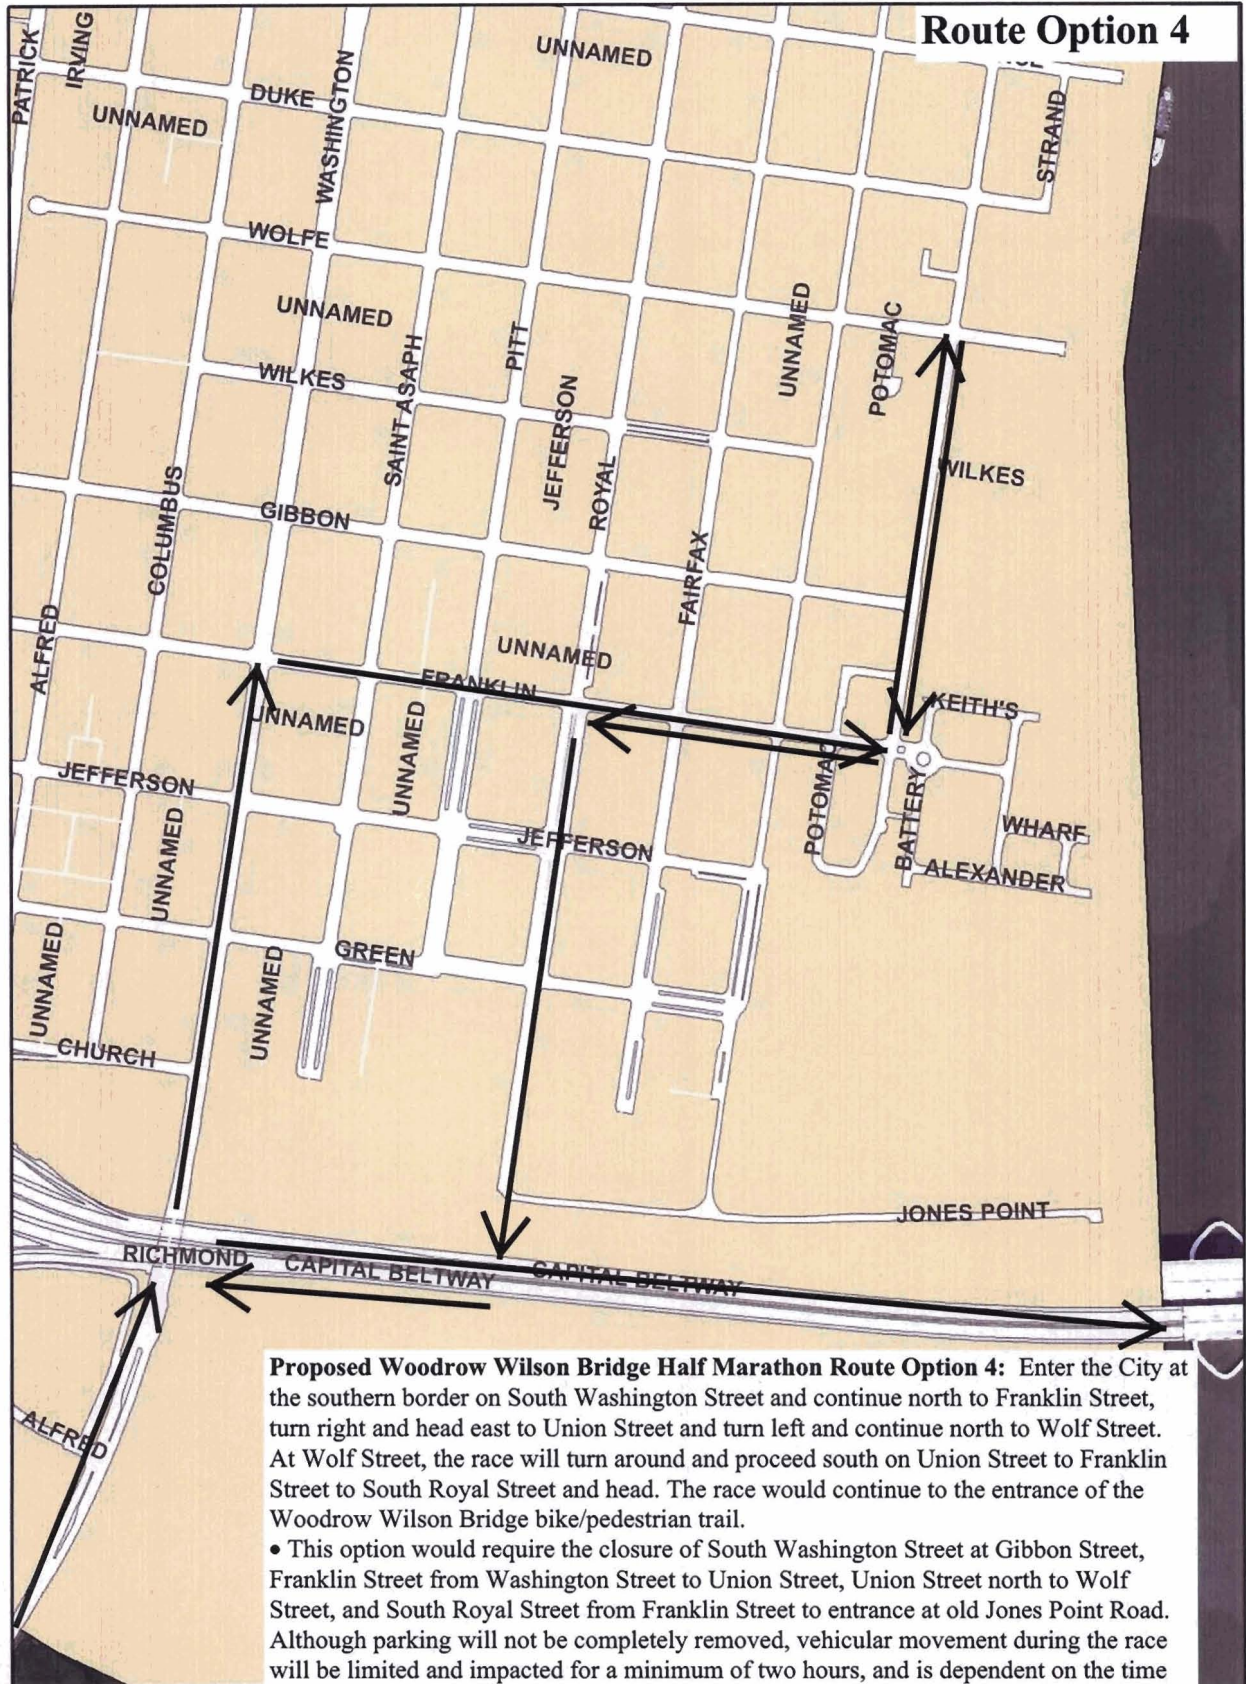 Route Option 4
PATRICK
IRVING
UNNAMED
DUKE
WASHINGTON
UNNAMED
STRAND
WOLFE
UNNAMED
UNNAMED
POTOMAC
WILKES
SAINT ASAPH
PITT
JEFFERSON
ROYAL
WILKES
COLUMBUS
GIBBON
FAIRFAX
ALFRED
UNNAMED
FRANKLIN
UNNAMED
UNNAMED
KEITH'S
JEFFERSON
UNNAMED
JEFFERSON
POTOMAC
BATTERY
WHARF
ALEXANDER
UNNAMED
UNNAMED
GREEN
CHURCH
JONES POINT
RICHMOND
CAPITAL BELTWAY
CAPITAL BELTWAY
ALFRED
Proposed Woodrow Wilson Bridge Half Marathon Route Option 4: Enter the City at
the southern border on South Washington Street and continue north to Franklin Street,
turn right and head east to Union Street and turn left and continue north to Wolf Street.
At Wolf Street, the race will turn around and proceed south on Union Street to Franklin
Street to South Royal Street and head. The race would continue to the entrance of the
Woodrow Wilson Bridge bike/pedestrian trail.
• This option would require the closure of South Washington Street at Gibbon Street,
Franklin Street from Washington Street to Union Street, Union Street north to Wolf
Street, and South Royal Street from Franklin Street to entrance at old Jones Point Road.
Although parking will not be completely removed, vehicular movement during the race
will be limited and impacted for a minimum of two hours, and is dependent on the time